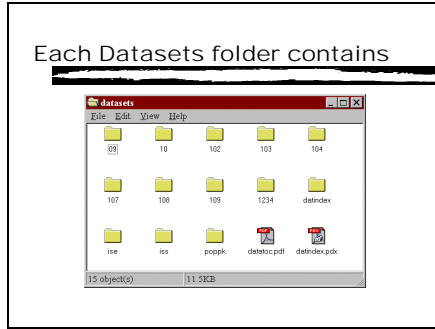 Each Datasets folder contains
datasets
File Edit View Help
09 10 102 103 104
107 108 109 1234 datindex
ise iss poppk datatoc.pdf datindex.pdx
15 object(s) 11.5KB